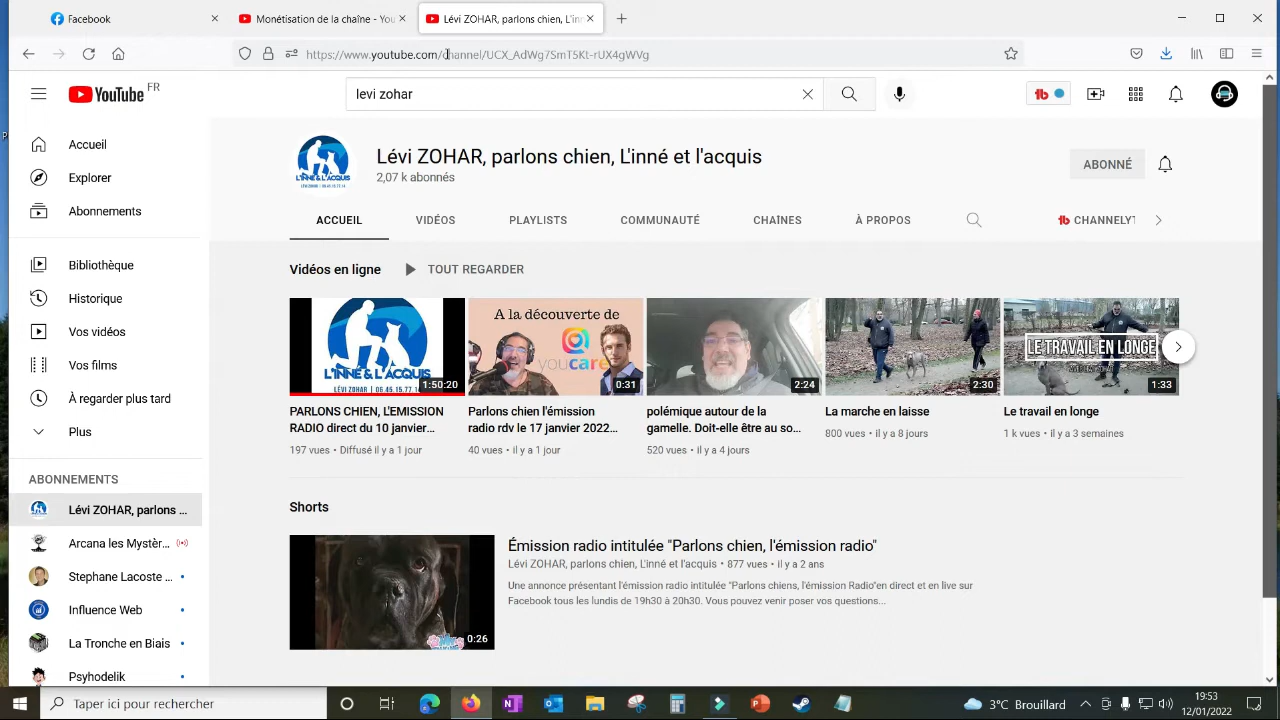 Facebook
Monétisation de la chaîne - You
Lévi ZOHAR, parlons chien, L'inn
https://www.youtube.com/channel/UCX_AdWg7SmT5Kt-rUX4gWVg
YouTube FR
levi zohar
Accueil
Explorer
Abonnements
Bibliothèque
Historique
Vos vidéos
Vos films
À regarder plus tard
Plus
ABONNEMENTS
Lévi ZOHAR, parlons ...
Arcana les Mystèr...
Stephane Lacoste ...
Influence Web
La Tronche en Biais
Psyhodelik
Lévi ZOHAR, parlons chien, L'inné et l'acquis
2,07 k abonnés
ABONNÉ
ACCUEIL
VIDÉOS
PLAYLISTS
COMMUNAUTÉ
CHAÎNES
À PROPOS
CHANNELYT
Vidéos en ligne
TOUT REGARDER
L'INNÉ & L'ACQUIS
LÉVI ZOHAR | 06.45.15.77.14
1:50:20
A la découverte de
youcare
0:31
2:24
2:30
LE TRAVAIL EN LONGE
1:33
PARLONS CHIEN, L'EMISSION
RADIO direct du 10 janvier...
197 vues • Diffusé il y a 1 jour
Parlons chien l'émission
radio rdv le 17 janvier 2022...
40 vues • il y a 1 jour
polémique autour de la
gamelle. Doit-elle être au so...
520 vues • il y a 4 jours
La marche en laisse
800 vues • il y a 8 jours
Le travail en longe
1 k vues • il y a 3 semaines
Shorts
0:26
Émission radio intitulée "Parlons chien, l'émission radio"
Lévi ZOHAR, parlons chien, L'inné et l'acquis • 877 vues • il y a 2 ans
Une annonce présentant l'émission radio intitulée "Parlons chiens, l'émission Radio"en direct et en live sur
Facebook tous les lundis de 19h30 à 20h30. Vous pouvez venir poser vos questions...
Taper ici pour rechercher
3°C Brouillard
19:53
12/01/2022